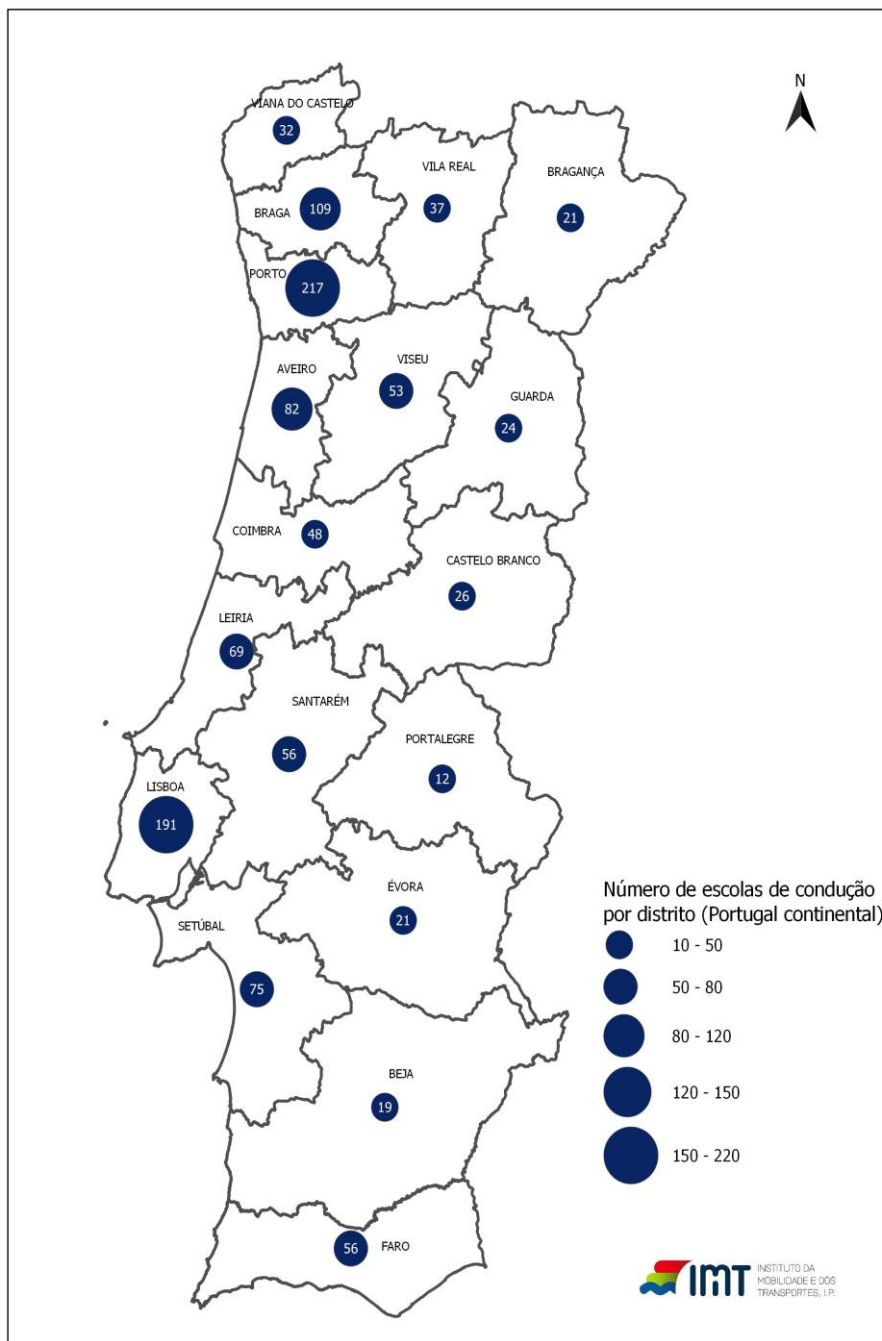 N
VIANA DO CASTELO
32
VILA REAL
37
BRAGANÇA
21
BRAGA
109
PORTO
217
AVEIRO
82
VISEU
53
GUARDA
24
COIMBRA
48
CASTELO BRANCO
26
LEIRIA
69
SANTARÉM
56
PORTALEGRE
12
LISBOA
191
ÉVORA
21
SETÚBAL
75
BEJA
19
FARO
56
Número de escolas de condução
por distrito (Portugal continental)
10 - 50
50 - 80
80 - 120
120 - 150
150 - 220
IMT
INSTITUTO DA
MOBILIDADE E DOS
TRANSPORTES, I.P.